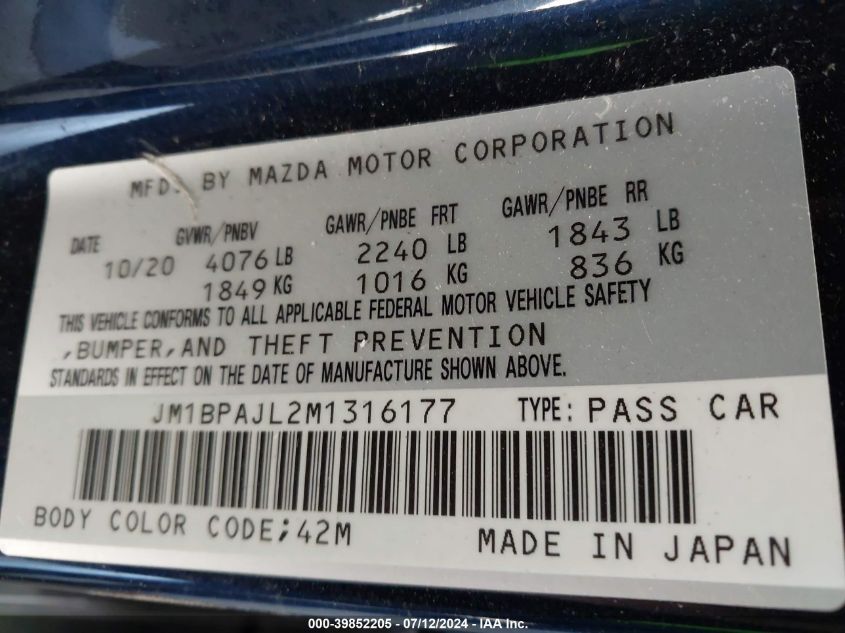 MFD. BY MAZDA MOTOR CORPORATION
DATE GVWR/PNBV GAWR/PNBE FRT GAWR/PNBE RR
10/20 4076 LB 2240 LB 1843 LB
1849 KG 1016 KG 836 KG
THIS VEHICLE CONFORMS TO ALL APPLICABLE FEDERAL MOTOR VEHICLE SAFETY
,BUMPER,AND THEFT PREVENTION
STANDARDS IN EFFECT ON THE DATE OF MANUFACTURE SHOWN ABOVE.
JM1BPAJL2M1316177 TYPE: PASS CAR
BODY COLOR CODE;42M MADE IN JAPAN
000-39852205 - 07/12/2024 - IAA Inc.